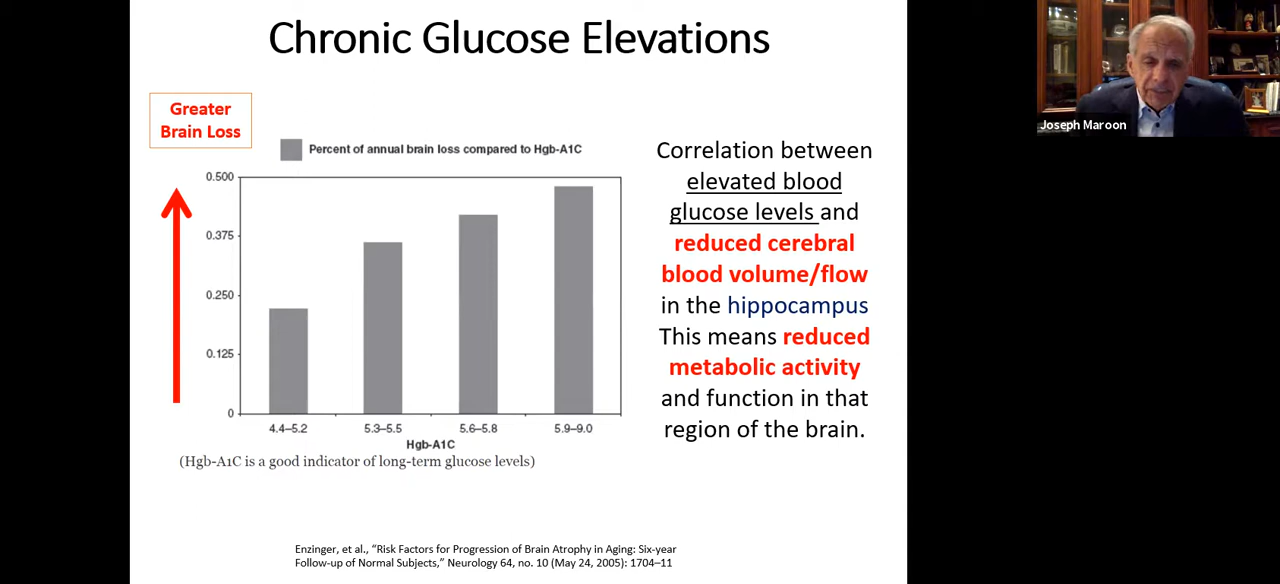 Chronic Glucose Elevations
Greater
Brain Loss
Percent of annual brain loss compared to Hgb-A1C
0.500
0.375
0.250
0.125
0
4.4–5.2
5.3–5.5
5.6–5.8
5.9–9.0
Hgb-A1C
(Hgb-A1C is a good indicator of long-term glucose levels)
Correlation between
elevated blood
glucose levels and
reduced cerebral
blood volume/flow
in the hippocampus
This means reduced
metabolic activity
and function in that
region of the brain.
Enzinger, et al., “Risk Factors for Progression of Brain Atrophy in Aging: Six-year
Follow-up of Normal Subjects,” Neurology 64, no. 10 (May 24, 2005): 1704–11
Joseph Maroon